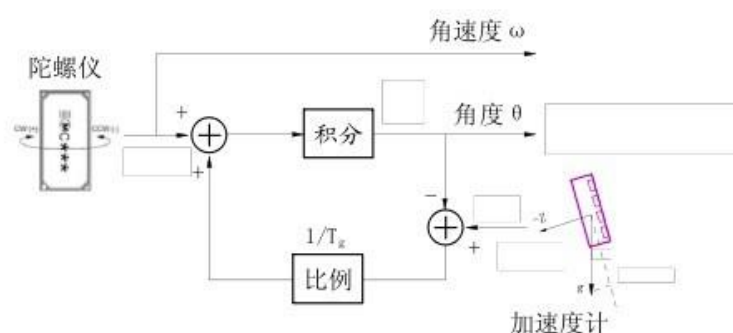 角速度 ω
陀螺仪
CW(+)
CCW(-)
+
积分
角度 θ
+
−
-Z
+
1/Tg
比例
g
加速度计